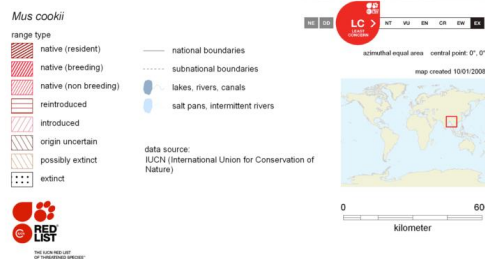 Mus cookii
range type
native (resident)
native (breeding)
native (non breeding)
reintroduced
introduced
origin uncertain
possibly extinct
extinct
national boundaries
subnational boundaries
lakes, rivers, canals
salt pans, intermittent rivers
data source:
IUCN (International Union for Conservation of
Nature)
NE DD LC NT VU EN CR EW EX
LEAST
CONCERN
azimuthal equal area central point: 0°, 0°
map created 10/01/2008
0 60
kilometer
RED
LIST
THE IUCN RED LIST
OF THREATENED SPECIES